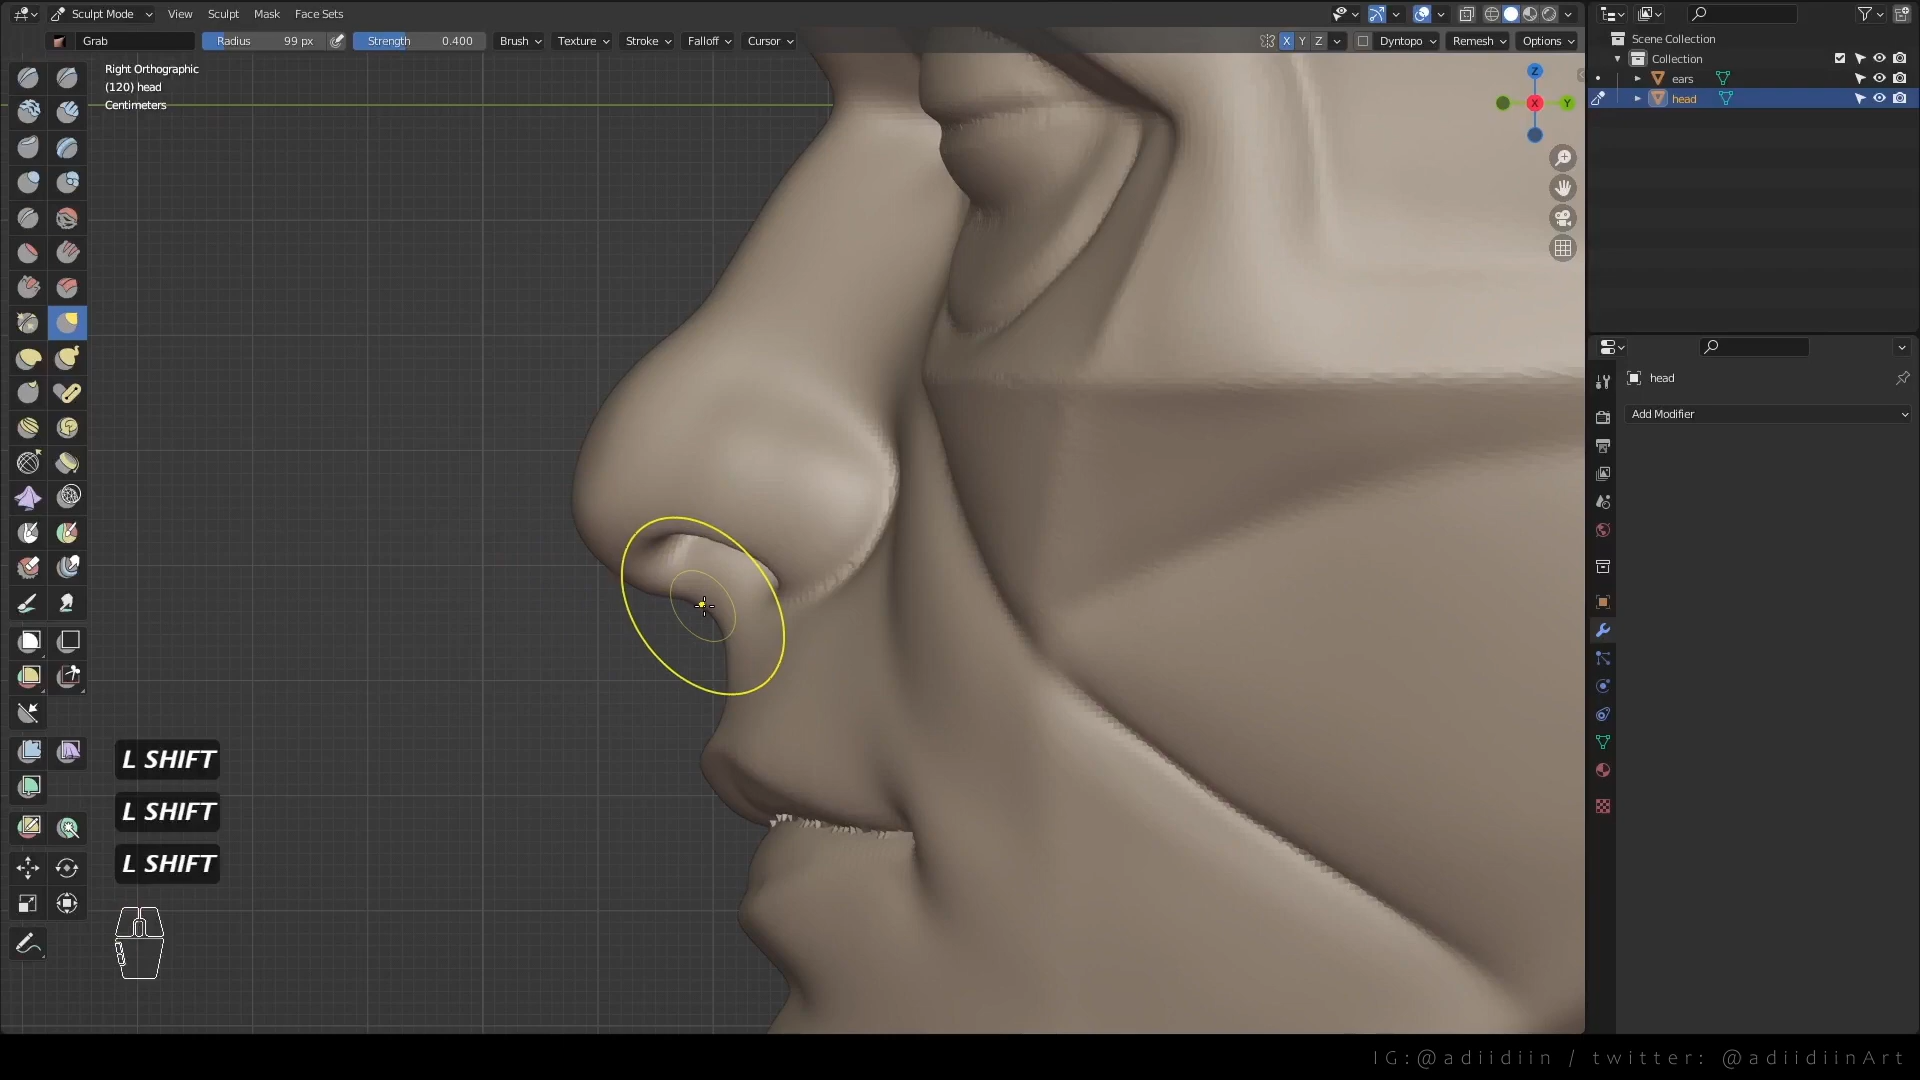 Sculpt Mode View Sculpt Mask Face Sets
Grab Radius 99 px Strength 0.400 Brush Texture Stroke Falloff Cursor X Y Z Dyntopo Remesh Options
Right Orthographic
(120) head
Centimeters
Z
X
Y
Scene Collection
Collection
ears
head
head
Add Modifier
L SHIFT
L SHIFT
L SHIFT
IG:@adiidiin / twitter: @adiidiinArt